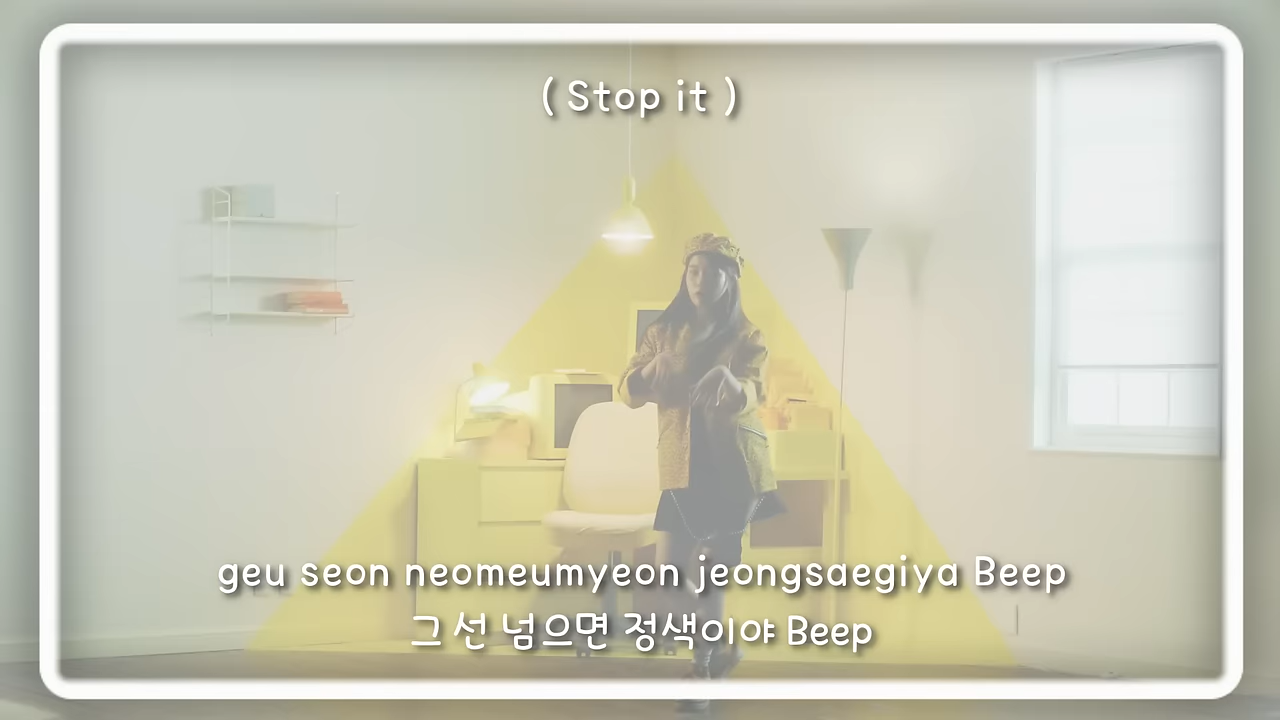 ( Stop it )
geu seon neomeumyeon jeongsaegiya Beep
그 선 넘으면 정색이야 Beep